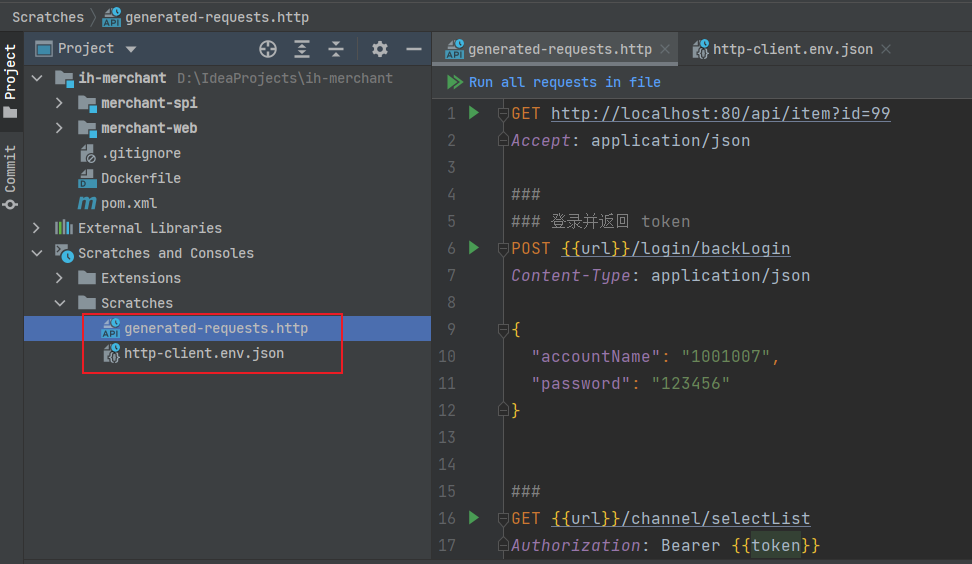 Scratches generated-requests.http
Project
Commit
Project
ih-merchant D:\IdeaProjects\ih-merchant
merchant-spi
merchant-web
.gitignore
Dockerfile
pom.xml
External Libraries
Scratches and Consoles
Extensions
Scratches
generated-requests.http
http-client.env.json
generated-requests.http http-client.env.json
Run all requests in file
1 GET http://localhost:80/api/item?id=99
2 Accept: application/json
3
4 ###
5 ### 登录并返回 token
6 POST {{url}}/login/backLogin
7 Content-Type: application/json
8
9 {
10 "accountName": "1001007",
11 "password": "123456"
12 }
13
14
15 ###
16 GET {{url}}/channel/selectList
17 Authorization: Bearer {{token}}